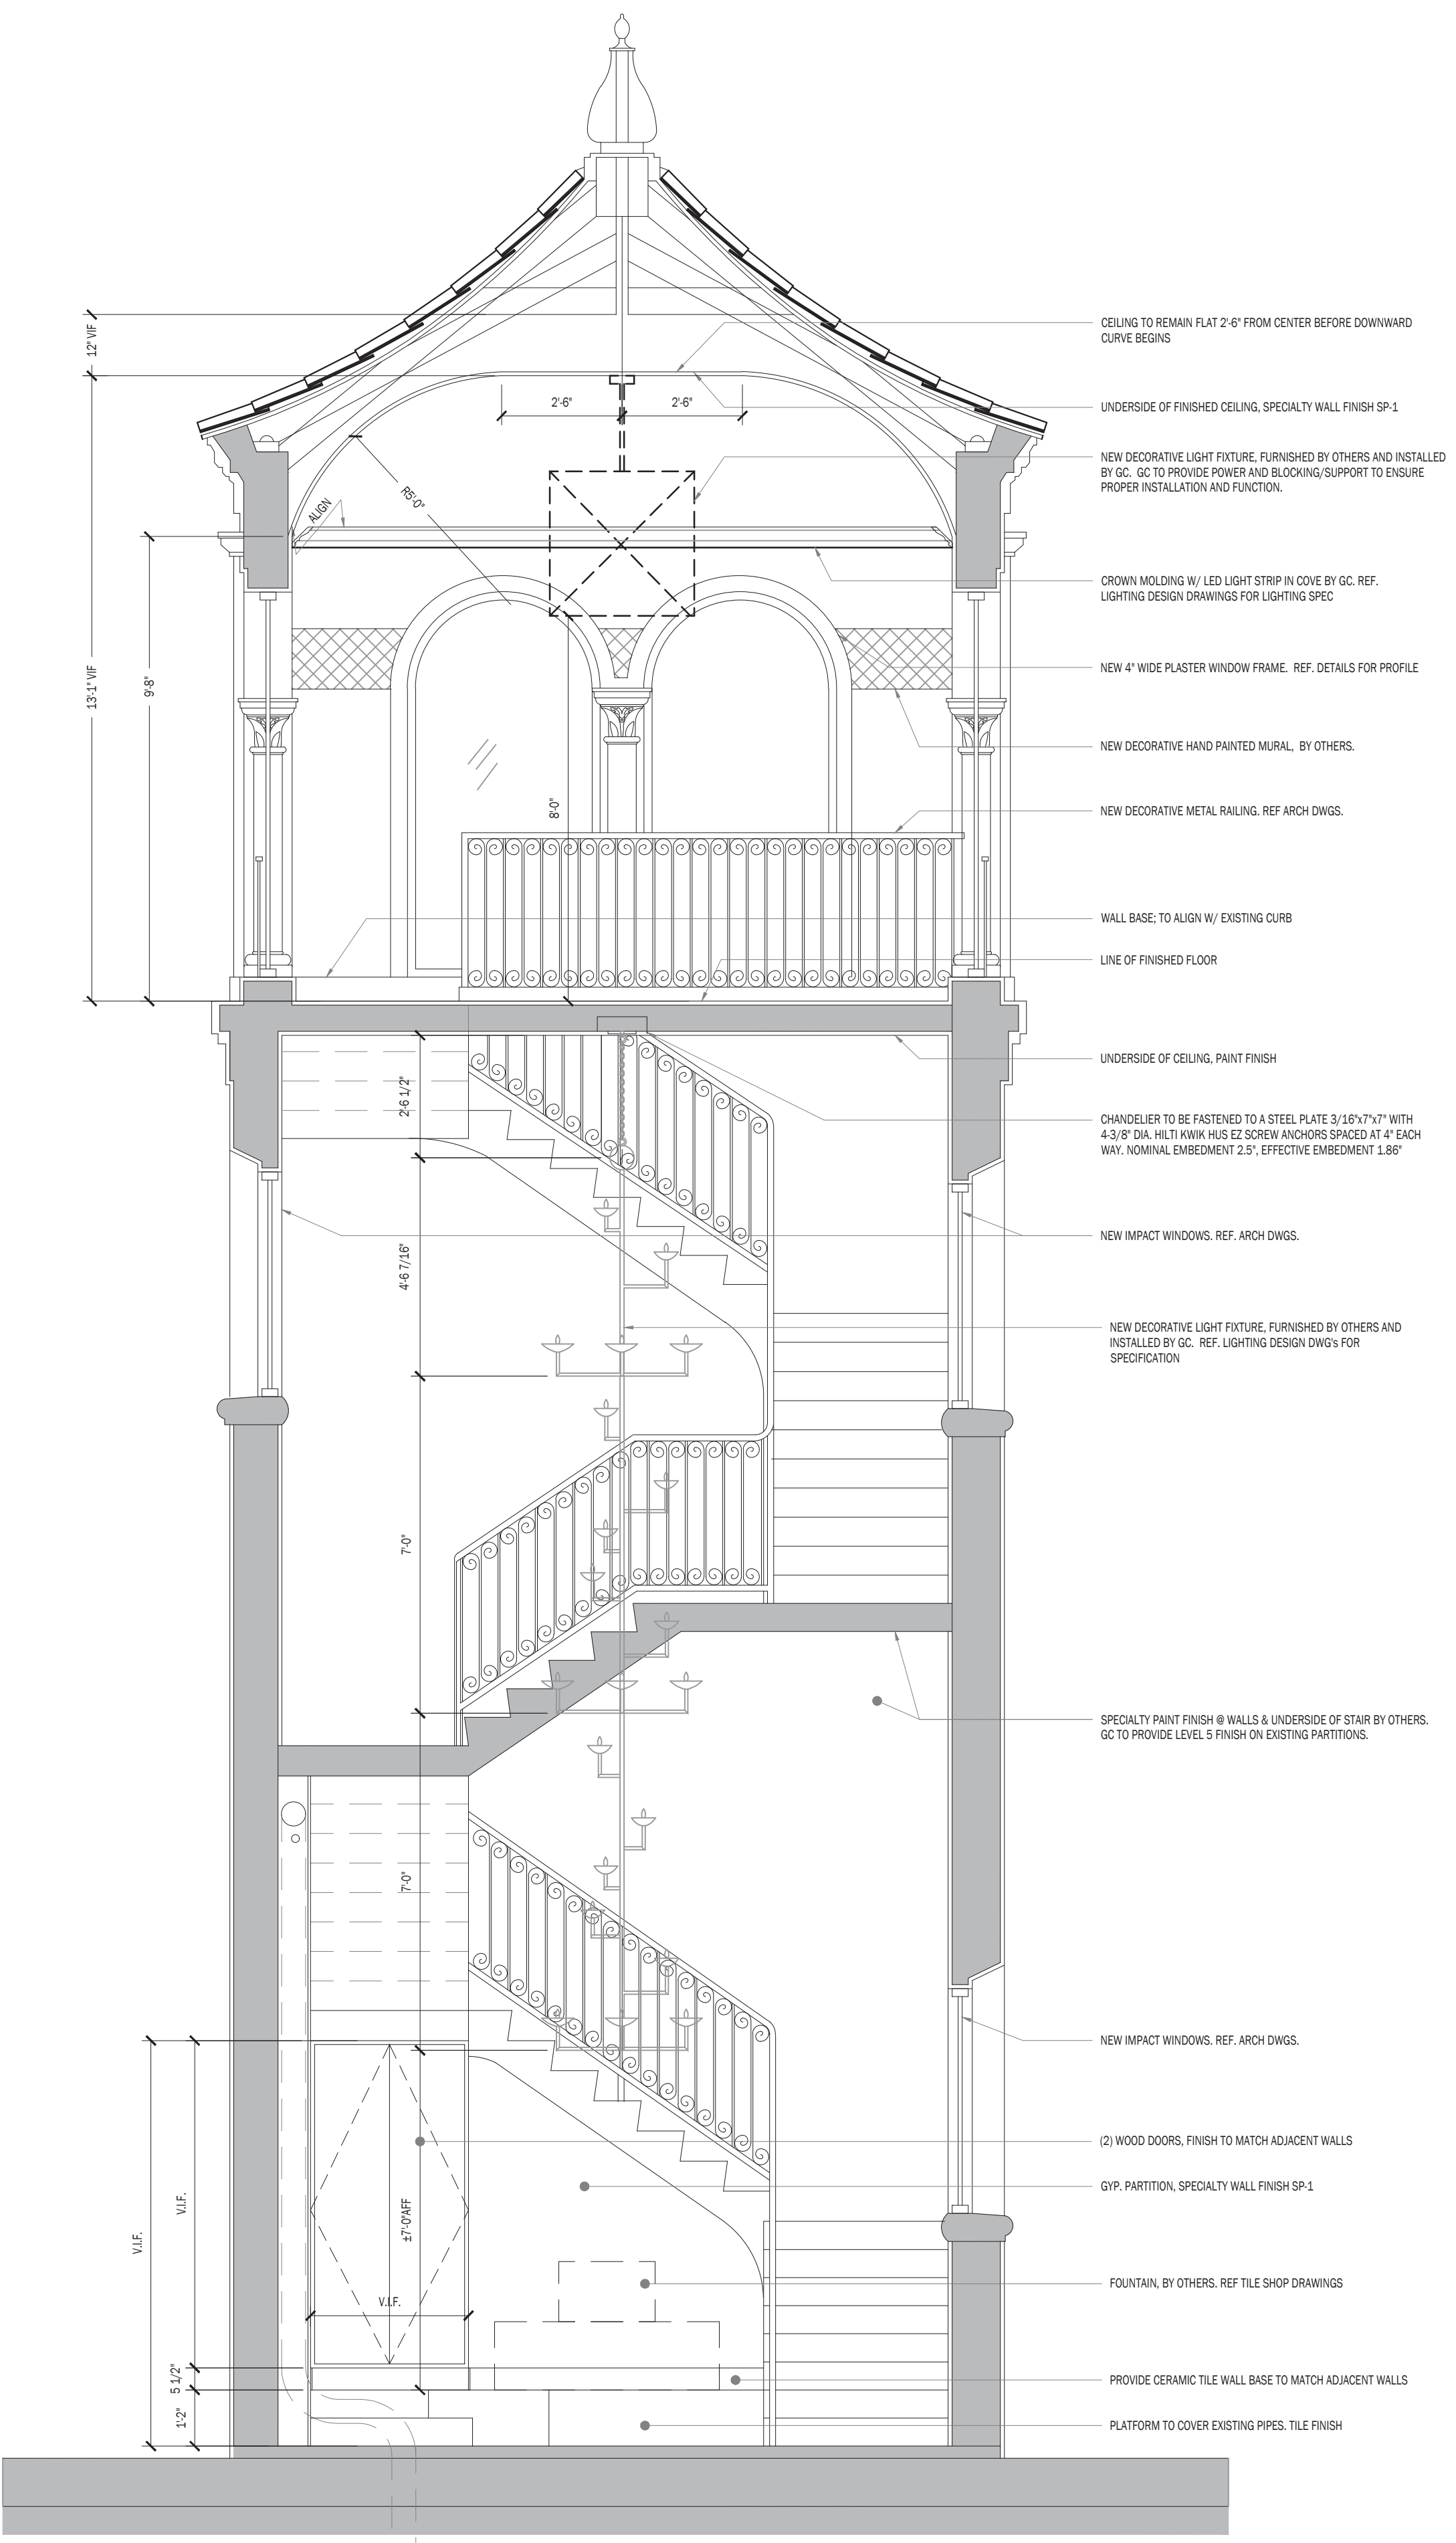 12" VIF
CEILING TO REMAIN FLAT 2'-6" FROM CENTER BEFORE DOWNWARD
CURVE BEGINS
2'-6"
2'-6"
UNDERSIDE OF FINISHED CEILING, SPECIALTY WALL FINISH SP-1
NEW DECORATIVE LIGHT FIXTURE, FURNISHED BY OTHERS AND INSTALLED
BY GC. GC TO PROVIDE POWER AND BLOCKING/SUPPORT TO ENSURE
PROPER INSTALLATION AND FUNCTION.
R5'-0"
ALIGN
CROWN MOLDING W/ LED LIGHT STRIP IN COVE BY GC. REF.
LIGHTING DESIGN DRAWINGS FOR LIGHTING SPEC
13'-1" VIF
9'-8"
NEW 4" WIDE PLASTER WINDOW FRAME. REF. DETAILS FOR PROFILE
NEW DECORATIVE HAND PAINTED MURAL, BY OTHERS.
8'-0"
NEW DECORATIVE METAL RAILING. REF ARCH DWGS.
WALL BASE; TO ALIGN W/ EXISTING CURB
LINE OF FINISHED FLOOR
UNDERSIDE OF CEILING, PAINT FINISH
2'-6 1/2"
CHANDELIER TO BE FASTENED TO A STEEL PLATE 3/16"x7"x7" WITH
4-3/8" DIA. HILTI KWIK HUS EZ SCREW ANCHORS SPACED AT 4" EACH
WAY. NOMINAL EMBEDMENT 2.5", EFFECTIVE EMBEDMENT 1.86"
NEW IMPACT WINDOWS. REF. ARCH DWGS.
4'-6 7/16"
NEW DECORATIVE LIGHT FIXTURE, FURNISHED BY OTHERS AND
INSTALLED BY GC. REF. LIGHTING DESIGN DWG's FOR
SPECIFICATION
7'-0"
SPECIALTY PAINT FINISH @ WALLS & UNDERSIDE OF STAIR BY OTHERS.
GC TO PROVIDE LEVEL 5 FINISH ON EXISTING PARTITIONS.
7'-0"
NEW IMPACT WINDOWS. REF. ARCH DWGS.
(2) WOOD DOORS, FINISH TO MATCH ADJACENT WALLS
GYP. PARTITION, SPECIALTY WALL FINISH SP-1
V.I.F.
V.I.F.
±7'-0"AFF
FOUNTAIN, BY OTHERS. REF TILE SHOP DRAWINGS
V.I.F.
5 1/2"
PROVIDE CERAMIC TILE WALL BASE TO MATCH ADJACENT WALLS
1'-2"
PLATFORM TO COVER EXISTING PIPES. TILE FINISH